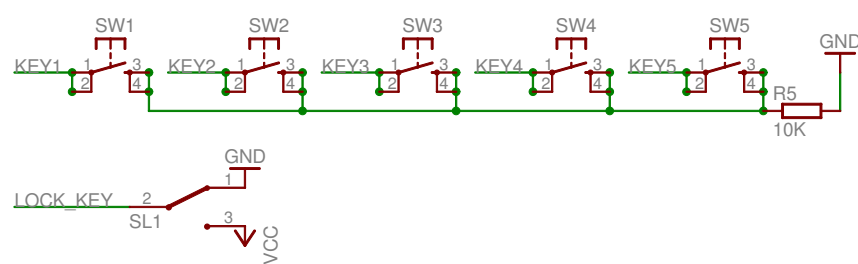 SW1 SW2 SW3 SW4 SW5
GND
KEY1 1 3 KEY2 1 3 KEY3 1 3 KEY4 1 3 KEY5 1 3
2 4 2 4 2 4 2 4 2 4
R5
10K
GND
1
LOCK_KEY 2
SL1
3
VCC